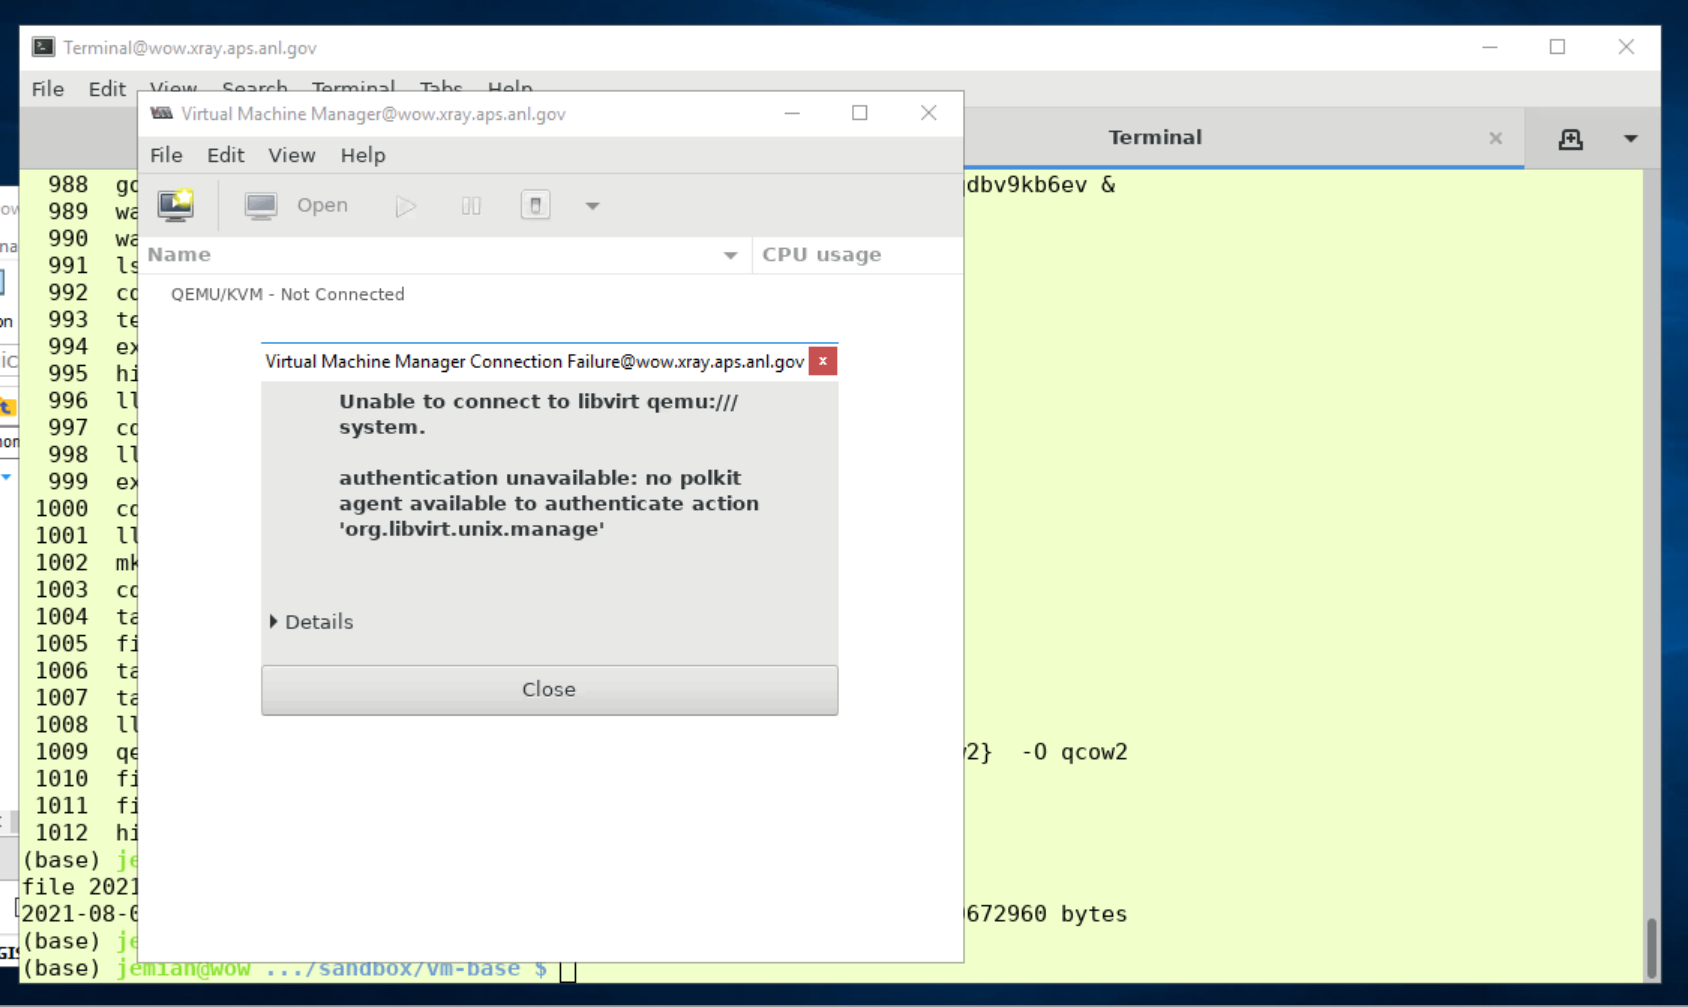 Terminal@wow.xray.aps.anl.gov
File Edit View Search Terminal Tabs Help
Virtual Machine Manager@wow.xray.aps.anl.gov
Terminal
File Edit View Help
Open
Name
CPU usage
QEMU/KVM - Not Connected
Virtual Machine Manager Connection Failure@wow.xray.aps.anl.gov
Unable to connect to libvirt qemu:///
system.
authentication unavailable: no polkit
agent available to authenticate action
'org.libvirt.unix.manage'
Details
Close
988 gc dbv9kb6ev &
989 wa
990 wa
991 ls
992 cd
993 te
994 ex
995 hi
996 ll
997 cd
998 ll
999 ex
1000 cd
1001 ll
1002 mk
1003 cd
1004 ta
1005 fi
1006 ta
1007 ta
1008 ll
1009 qe 2} -O qcow2
1010 fi
1011 fi
1012 hi
(base) je
file 2021
2021-08-0 672960 bytes
(base) je
(base) jemian@wow .../sandbox/vm-base $